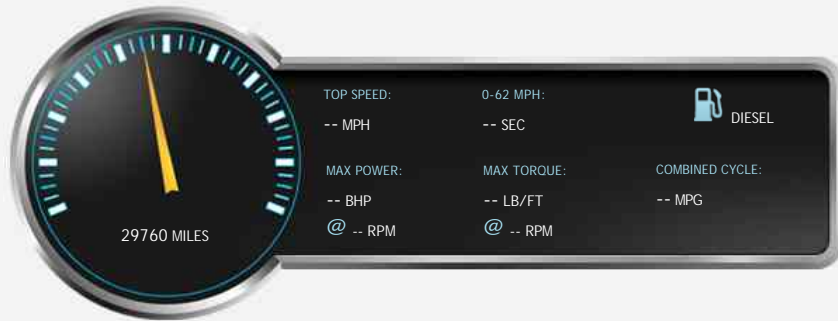 TOP SPEED:
-- MPH
0-62 MPH:
-- SEC
DIESEL
MAX POWER:
-- BHP
@ -- RPM
MAX TORQUE:
-- LB/FT
@ -- RPM
COMBINED CYCLE:
-- MPG
29760 MILES